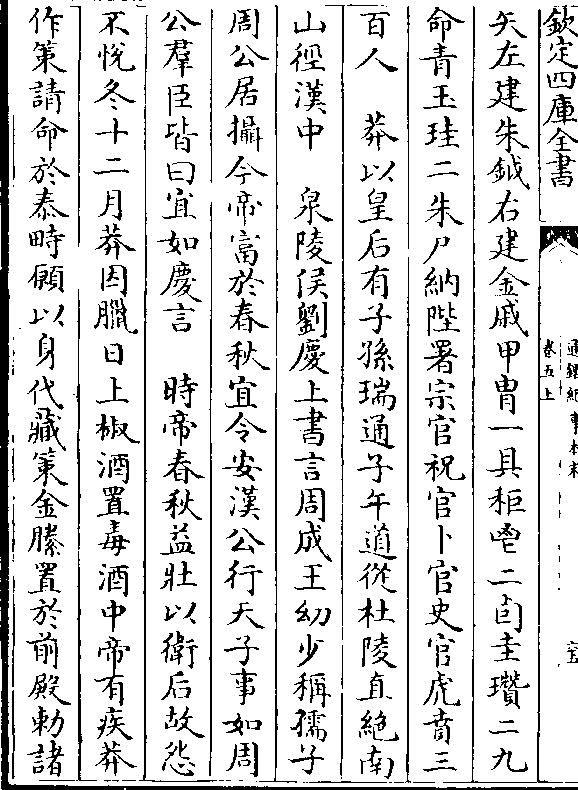 欽定四庫全書
通鑑紀事本末
卷五上
三五
矢左建朱鉞右建金戚甲胄一具秬鬯二卣圭瓚二九
命青玉珪二朱戸納陛署宗官祝官卜官史官虎賁三
百人　莽以皇后有子孫瑞通子午道從杜陵直絶南
山徑漢中　泉陵侯劉慶上書言周成王幼少稱孺子
周公居攝今帝富於春秋宜令安漢公行天子事如周
公羣臣皆曰宜如慶言　時帝春秋益壯以衛后故怨
不悅冬十二月莽因臘日上椒酒置毒酒中帝有疾莽
作策請命於泰畤願以身代藏策金縢置於前殿勅諸